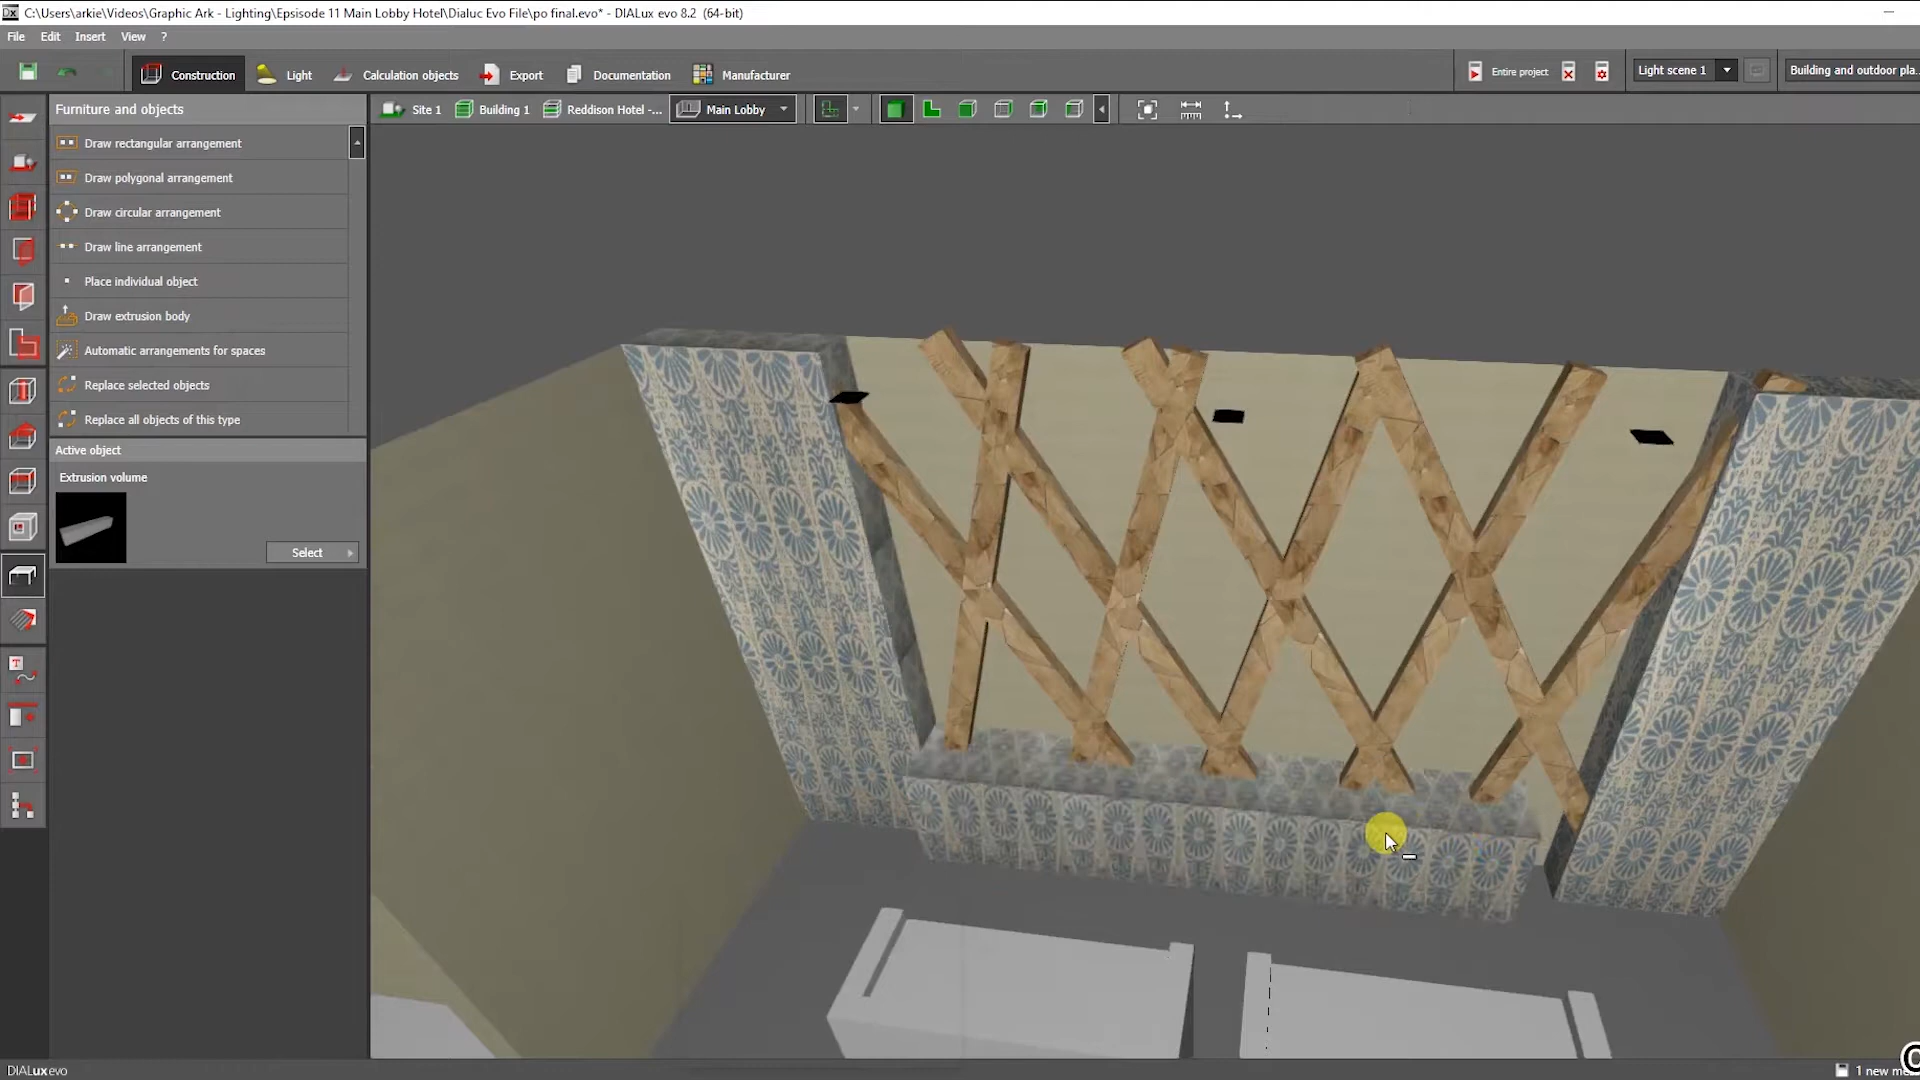 C:\Users\arkie\Videos\Graphic Ark - Lighting\Epsisode 11 Main Lobby Hotel\Dialuc Evo File\po final.evo* - DIALux evo 8.2 (64-bit)
File Edit Insert View ?
Construction Light Calculation objects Export Documentation Manufacturer Entire project Light scene 1 Building and outdoor pla...
Furniture and objects
Site 1 Building 1 Reddison Hotel -... Main Lobby
Draw rectangular arrangement
Draw polygonal arrangement
Draw circular arrangement
Draw line arrangement
Place individual object
Draw extrusion body
Automatic arrangements for spaces
Replace selected objects
Replace all objects of this type
Active object
Extrusion volume
Select
DIALux evo
1 new